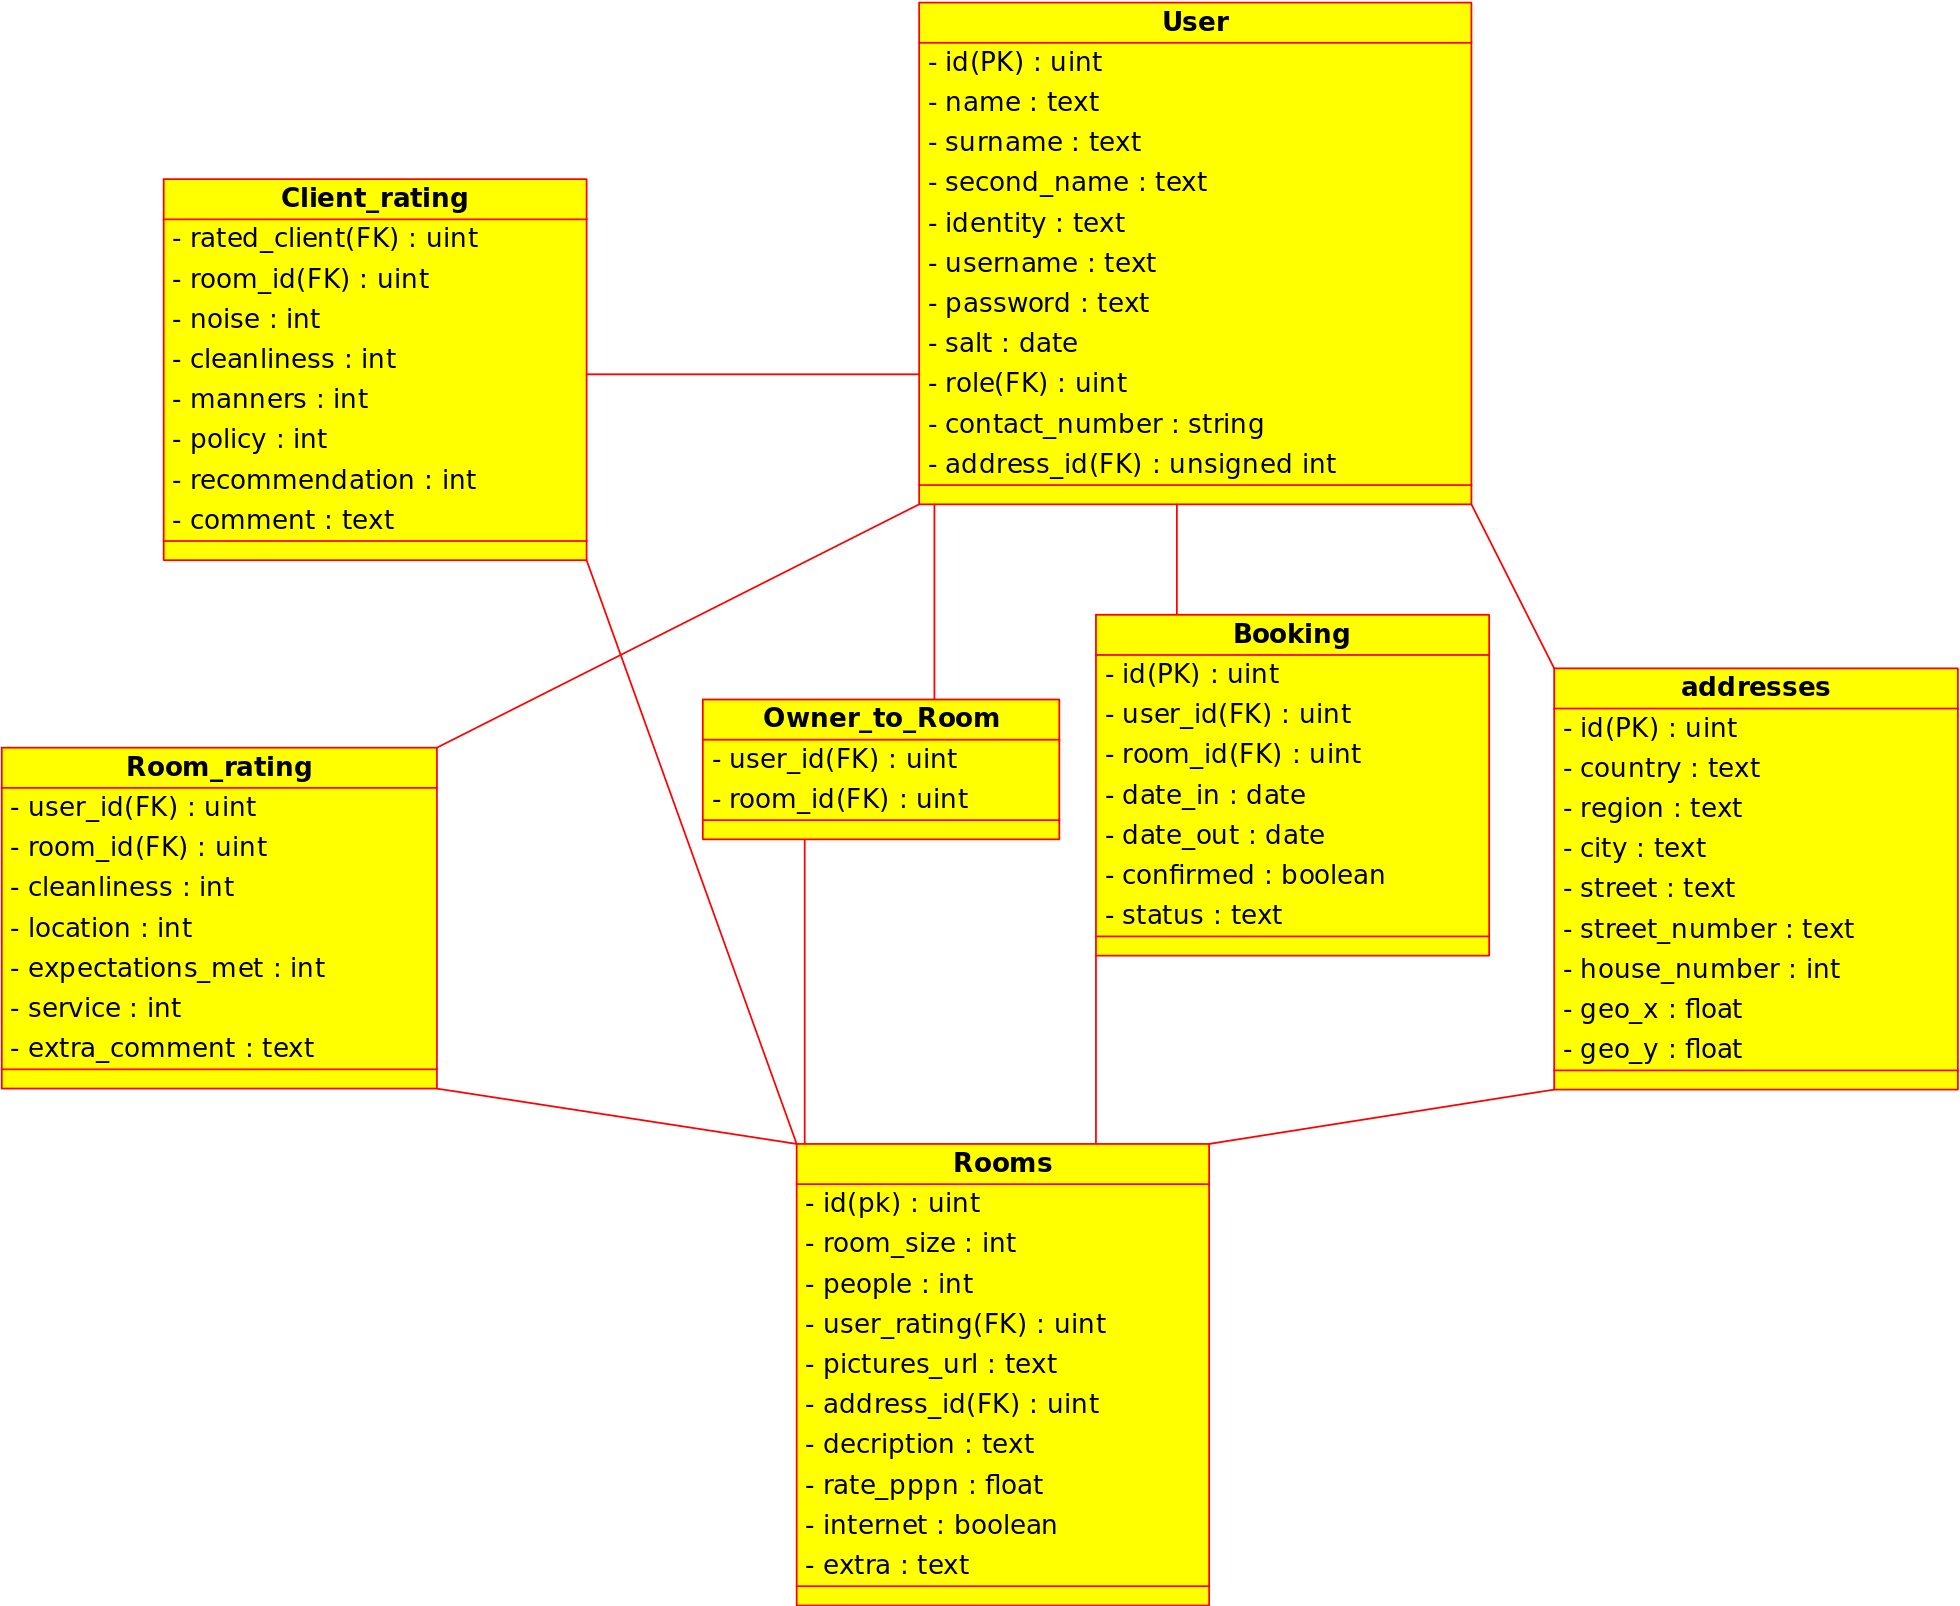 User
- id(PK) : uint
- name : text
- surname : text
- second_name : text
- identity : text
- username : text
- password : text
- salt : date
- role(FK) : uint
- contact_number : string
- address_id(FK) : unsigned int
Client_rating
- rated_client(FK) : uint
- room_id(FK) : uint
- noise : int
- cleanliness : int
- manners : int
- policy : int
- recommendation : int
- comment : text
Booking
- id(PK) : uint
- user_id(FK) : uint
- room_id(FK) : uint
- date_in : date
- date_out : date
- confirmed : boolean
- status : text
addresses
- id(PK) : uint
- country : text
- region : text
- city : text
- street : text
- street_number : text
- house_number : int
- geo_x : float
- geo_y : float
Owner_to_Room
- user_id(FK) : uint
- room_id(FK) : uint
Room_rating
- user_id(FK) : uint
- room_id(FK) : uint
- cleanliness : int
- location : int
- expectations_met : int
- service : int
- extra_comment : text
Rooms
- id(pk) : uint
- room_size : int
- people : int
- user_rating(FK) : uint
- pictures_url : text
- address_id(FK) : uint
- decription : text
- rate_pppn : float
- internet : boolean
- extra : text